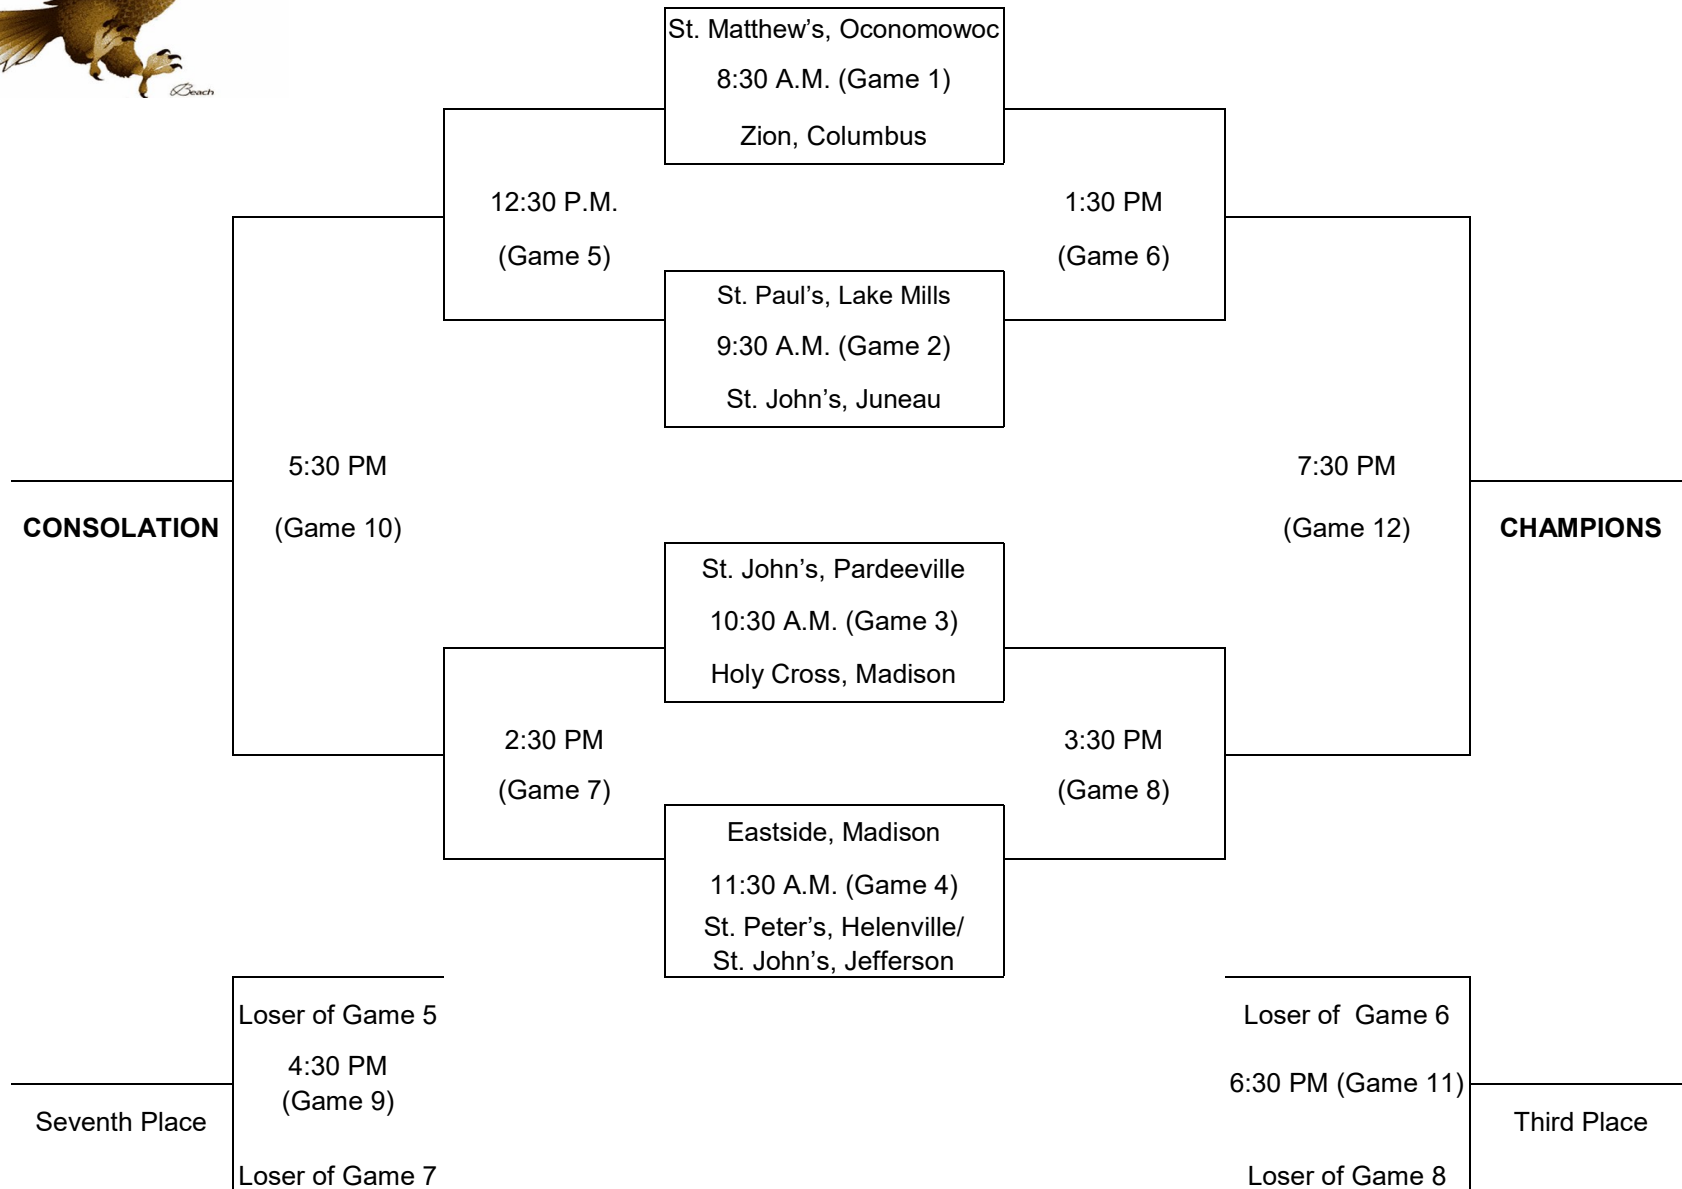 Beach
St. Matthew’s, Oconomowoc
8:30 A.M. (Game 1)
Zion, Columbus
12:30 P.M.
(Game 5)
1:30 PM
(Game 6)
St. Paul’s, Lake Mills
9:30 A.M. (Game 2)
St. John’s, Juneau
5:30 PM
(Game 10)
CONSOLATION
7:30 PM
(Game 12)
CHAMPIONS
St. John’s, Pardeeville
10:30 A.M. (Game 3)
Holy Cross, Madison
2:30 PM
(Game 7)
3:30 PM
(Game 8)
Eastside, Madison
11:30 A.M. (Game 4)
St. Peter’s, Helenville/
St. John’s, Jefferson
Loser of Game 5
4:30 PM
(Game 9)
Seventh Place
Loser of Game 7
Loser of  Game 6
6:30 PM (Game 11)
Third Place
Loser of Game 8